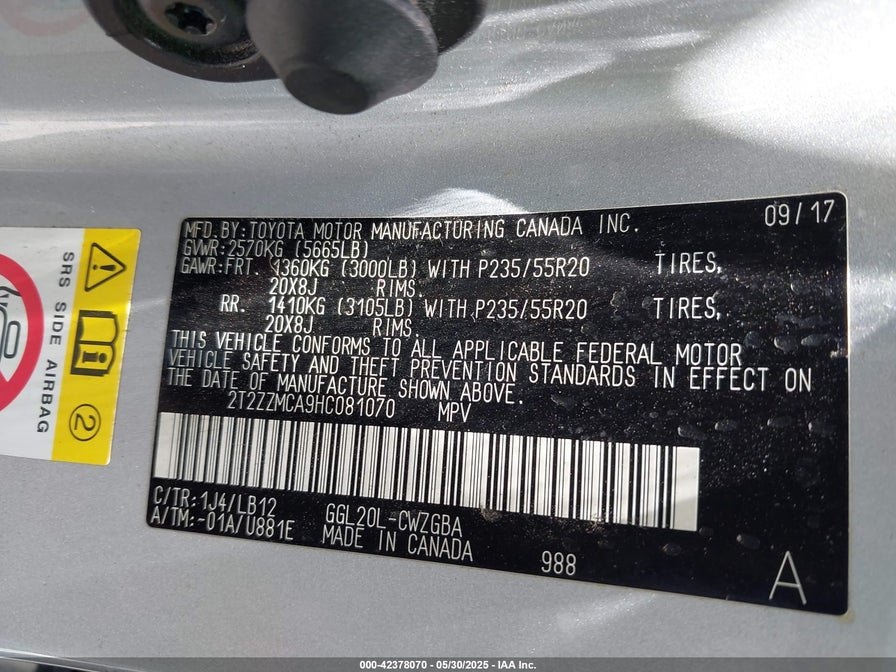 MFD. BY: TOYOTA MOTOR MANUFACTURING CANADA INC. 09/17
GVWR: 2570KG (5665LB)
GAWR: FRT. 1360KG (3000LB) WITH P235/55R20 TIRES,
20X8J RIMS.
RR. 1410KG (3105LB) WITH P235/55R20 TIRES,
20X8J RIMS.
THIS VEHICLE CONFORMS TO ALL APPLICABLE FEDERAL MOTOR
VEHICLE SAFETY AND THEFT PREVENTION STANDARDS IN EFFECT ON
THE DATE OF MANUFACTURE SHOWN ABOVE.
2T2ZZMCA9HC081070 MPV
C/TR: 1J4/LB12 GGL20L-CWZGBA
A/TM: -01A/U881E MADE IN CANADA
988
A
SRS SIDE AIRBAG
2
000-42378070 — 05/30/2025 — IAA Inc.